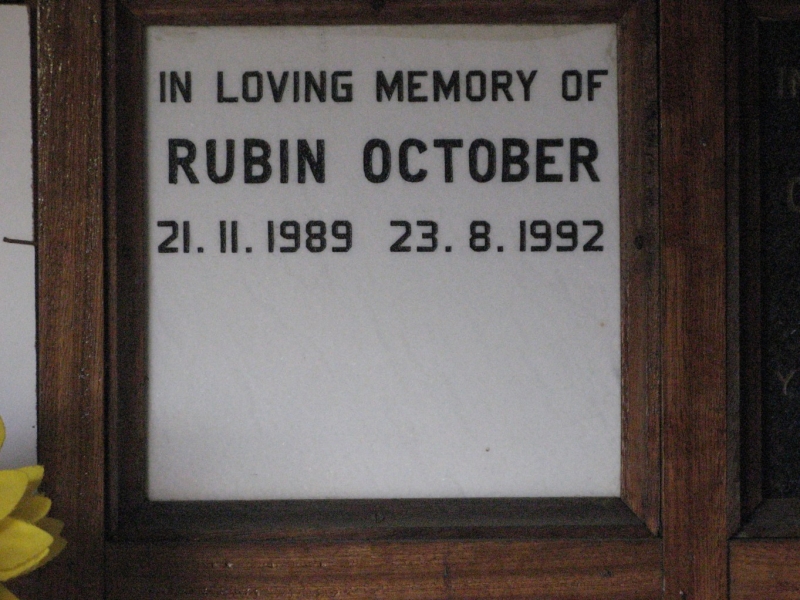 IN LOVING MEMORY OF
RUBIN OCTOBER
21. 11. 1989 23. 8. 1992